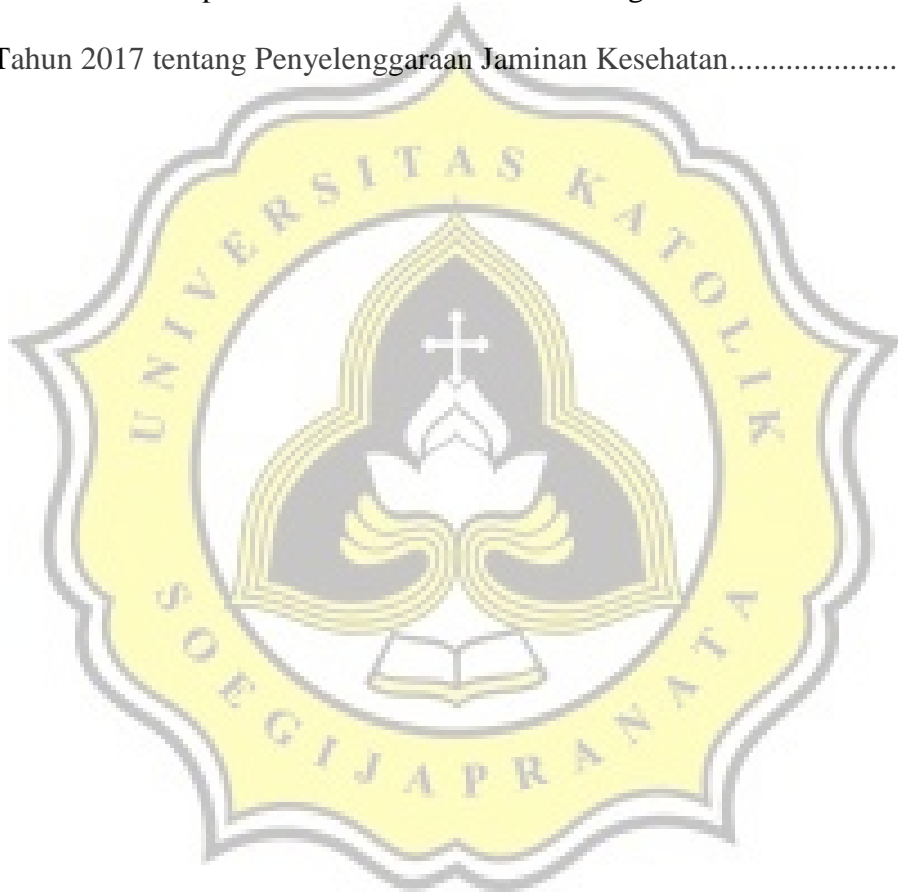 Tahun 2017 tentang Penyelenggaraan Jaminan Kesehatan.....................
UNIVERSITAS KATOLIK
SOEGIJAPRANATA